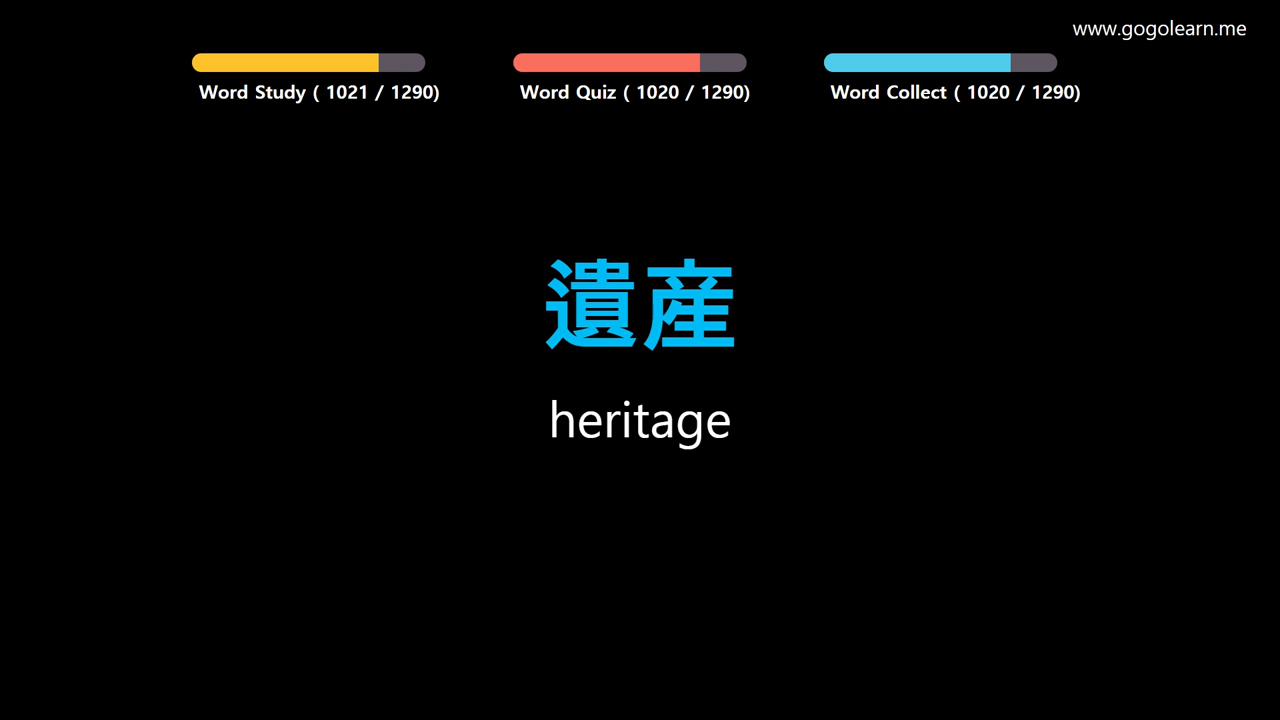 www.gogolearn.me
Word Study ( 1021 / 1290)
Word Quiz ( 1020 / 1290)
Word Collect ( 1020 / 1290)
遺産
heritage